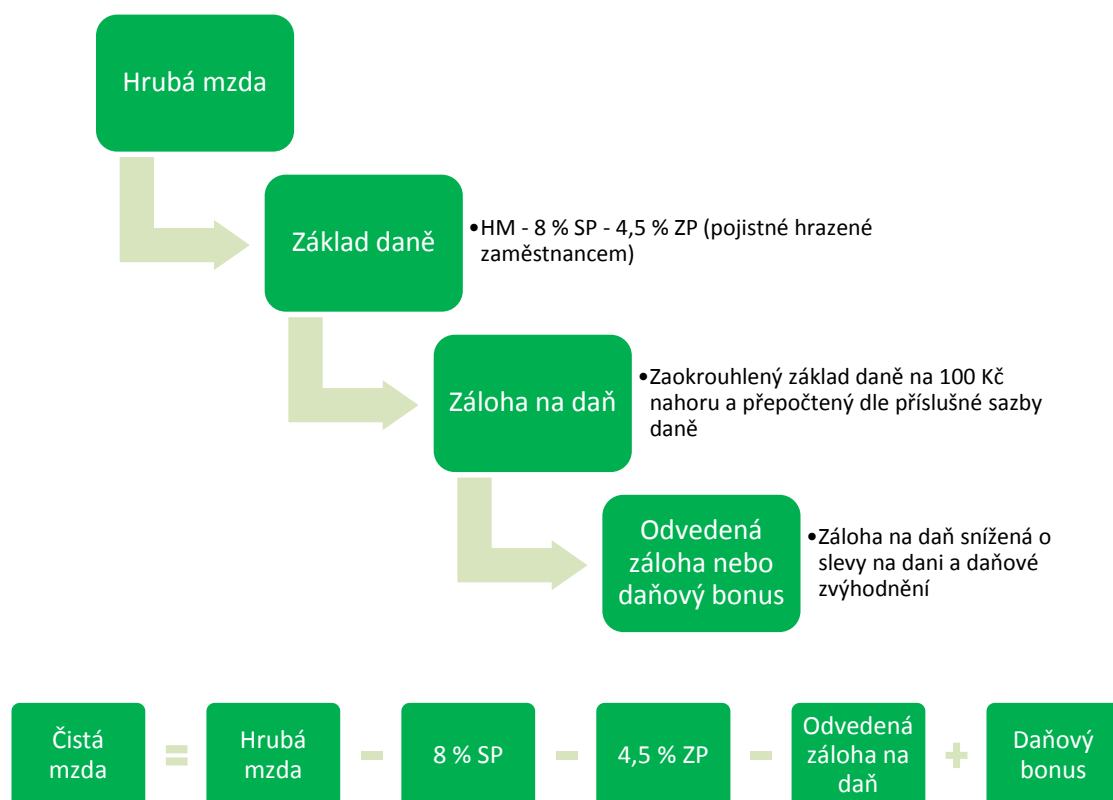 Hrubá mzda
Základ daně
•HM - 8 % SP - 4,5 % ZP (pojistné hrazené
zaměstnancem)
Záloha na daň
•Zaokrouhlený základ daně na 100 Kč
nahoru a přepočtený dle příslušné sazby
daně
Odvedená
záloha nebo
daňový bonus
•Záloha na daň snížená o
slevy na dani a daňové
zvýhodnění
Čistá
mzda
=
Hrubá
mzda
-
8 % SP
-
4,5 % ZP
-
Odvedená
záloha na
daň
+
Daňový
bonus